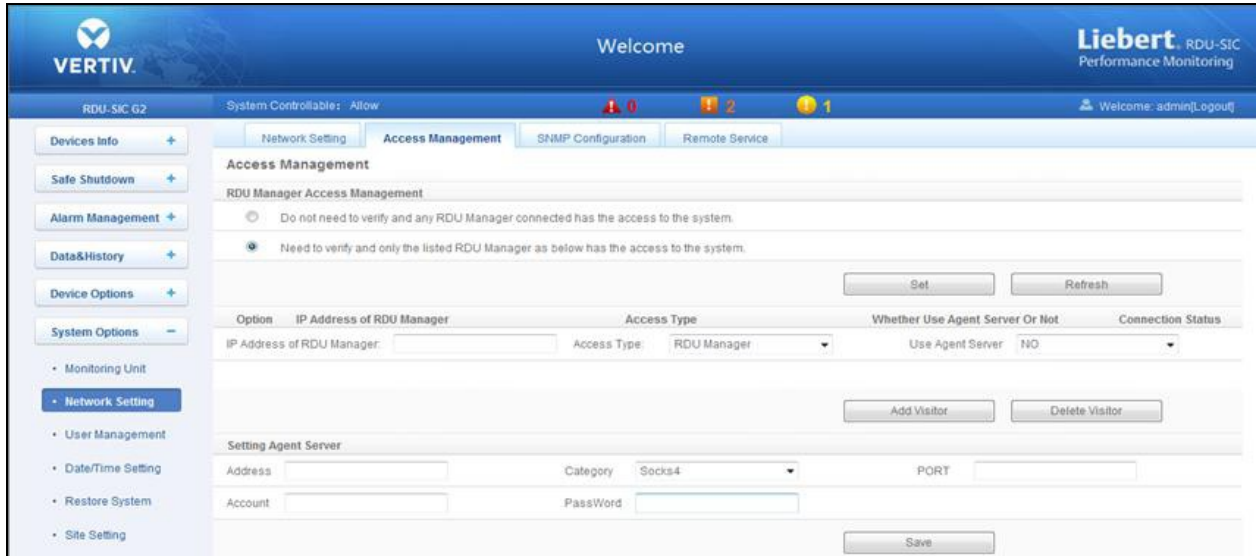 VERTIV.
Welcome
Liebert. RDU-SIC
Performance Monitoring
RDU-SIC G2
System Controllable: Allow
0
2
1
Welcome: admin[Logout]
Devices Info +
Safe Shutdown +
Alarm Management +
Data&History +
Device Options +
System Options −
• Monitoring Unit
• Network Setting
• User Management
• Date/Time Setting
• Restore System
• Site Setting
Network Setting Access Management SNMP Configuration Remote Service
Access Management
RDU Manager Access Management
Do not need to verify and any RDU Manager connected has the access to the system.
Need to verify and only the listed RDU Manager as below has the access to the system.
Set Refresh
Option IP Address of RDU Manager Access Type Whether Use Agent Server Or Not Connection Status
IP Address of RDU Manager: Access Type: RDU Manager Use Agent Server NO
Add Visitor Delete Visitor
Setting Agent Server
Address Category Socks4 PORT
Account PassWord
Save